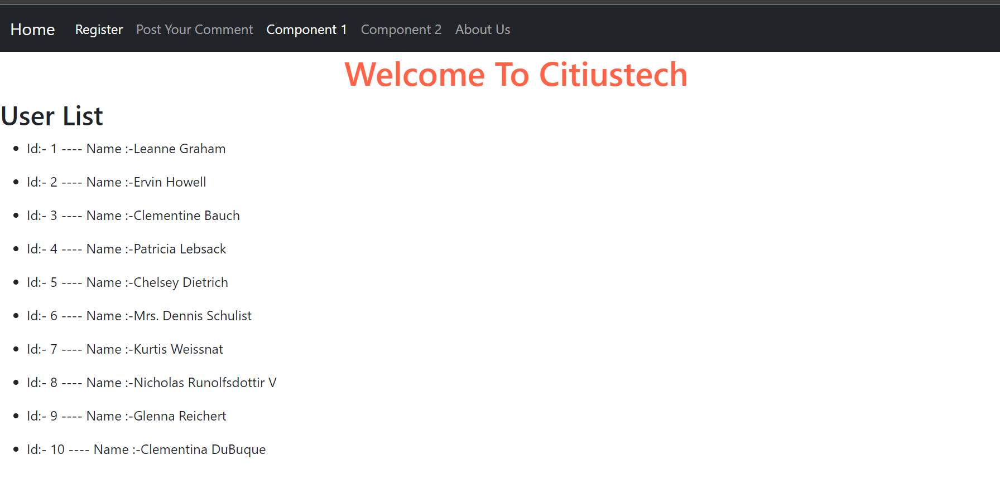 Home Register Post Your Comment Component 1 Component 2 About Us
Welcome To Citiustech
User List
Id:- 1 ---- Name :-Leanne Graham
Id:- 2 ---- Name :-Ervin Howell
Id:- 3 ---- Name :-Clementine Bauch
Id:- 4 ---- Name :-Patricia Lebsack
Id:- 5 ---- Name :-Chelsey Dietrich
Id:- 6 ---- Name :-Mrs. Dennis Schulist
Id:- 7 ---- Name :-Kurtis Weissnat
Id:- 8 ---- Name :-Nicholas Runolfsdottir V
Id:- 9 ---- Name :-Glenna Reichert
Id:- 10 ---- Name :-Clementina DuBuque